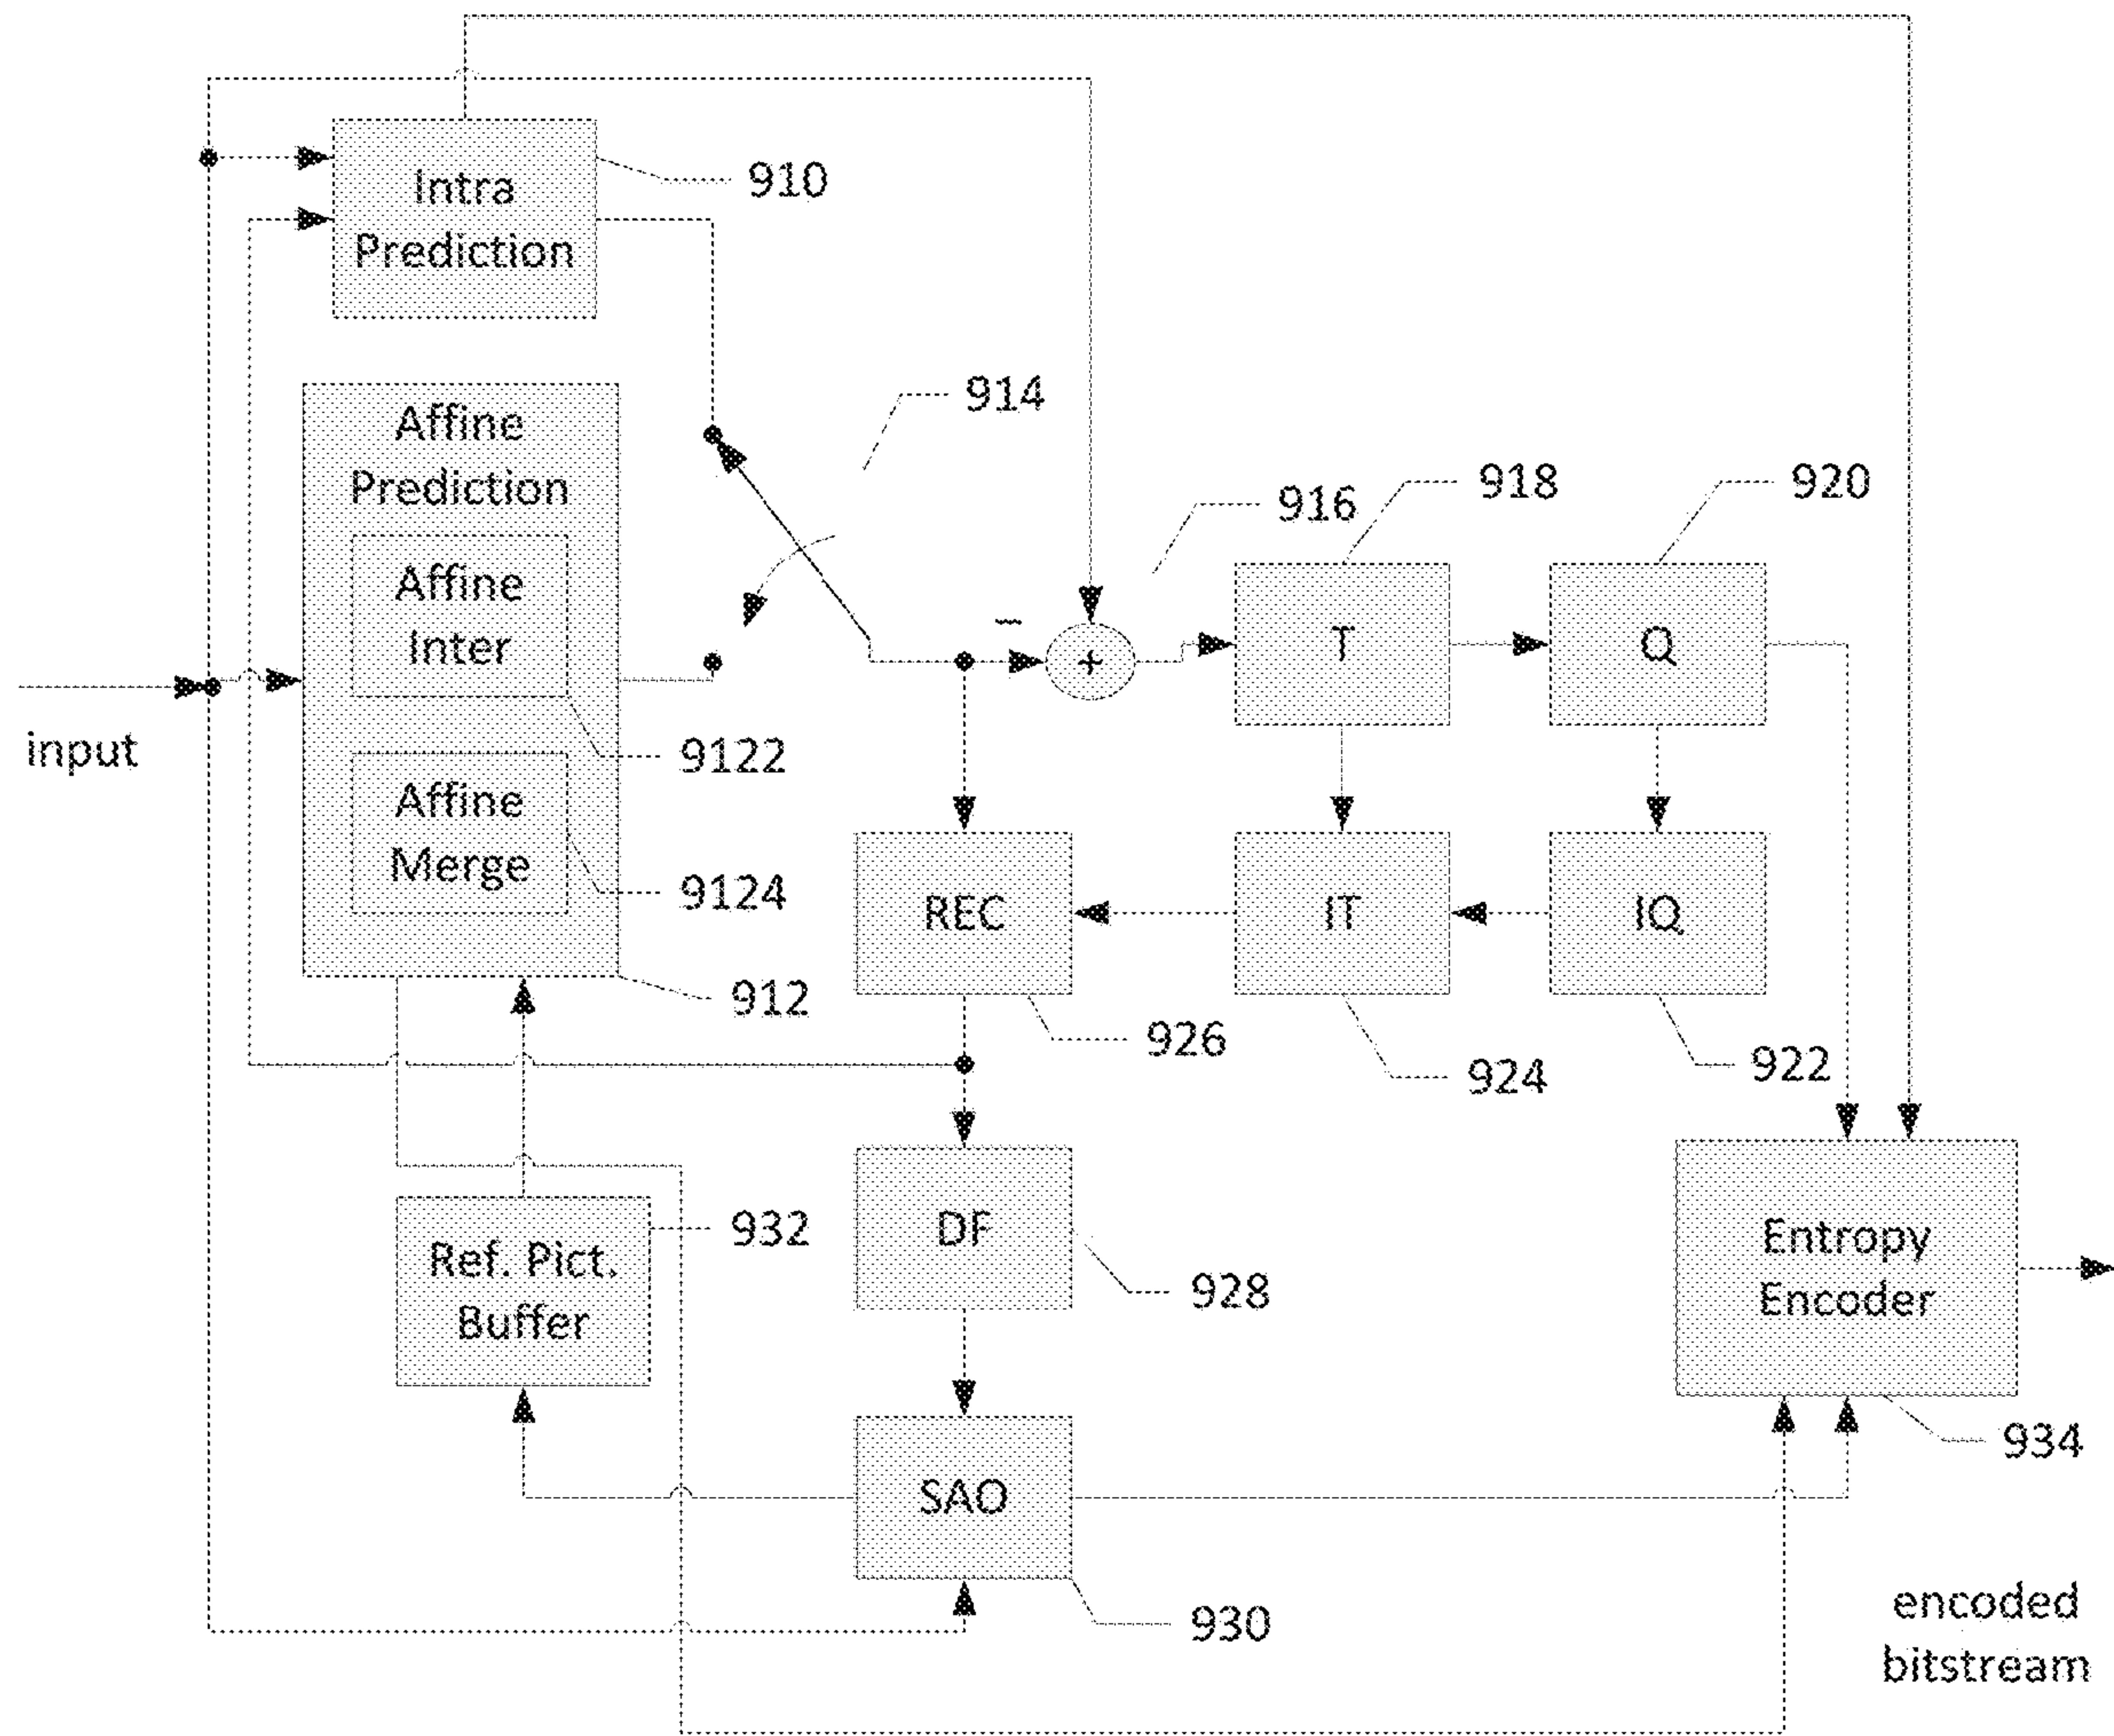 Intra
Prediction
910
Affine
Prediction
914
Affine
Inter
916
918
920
T
Q
+
−
input
9122
Affine
Merge
9124
REC
IT
IQ
912
926
924
922
932
Ref. Pict.
Buffer
DF
928
Entropy
Encoder
934
SAO
930
encoded
bitstream